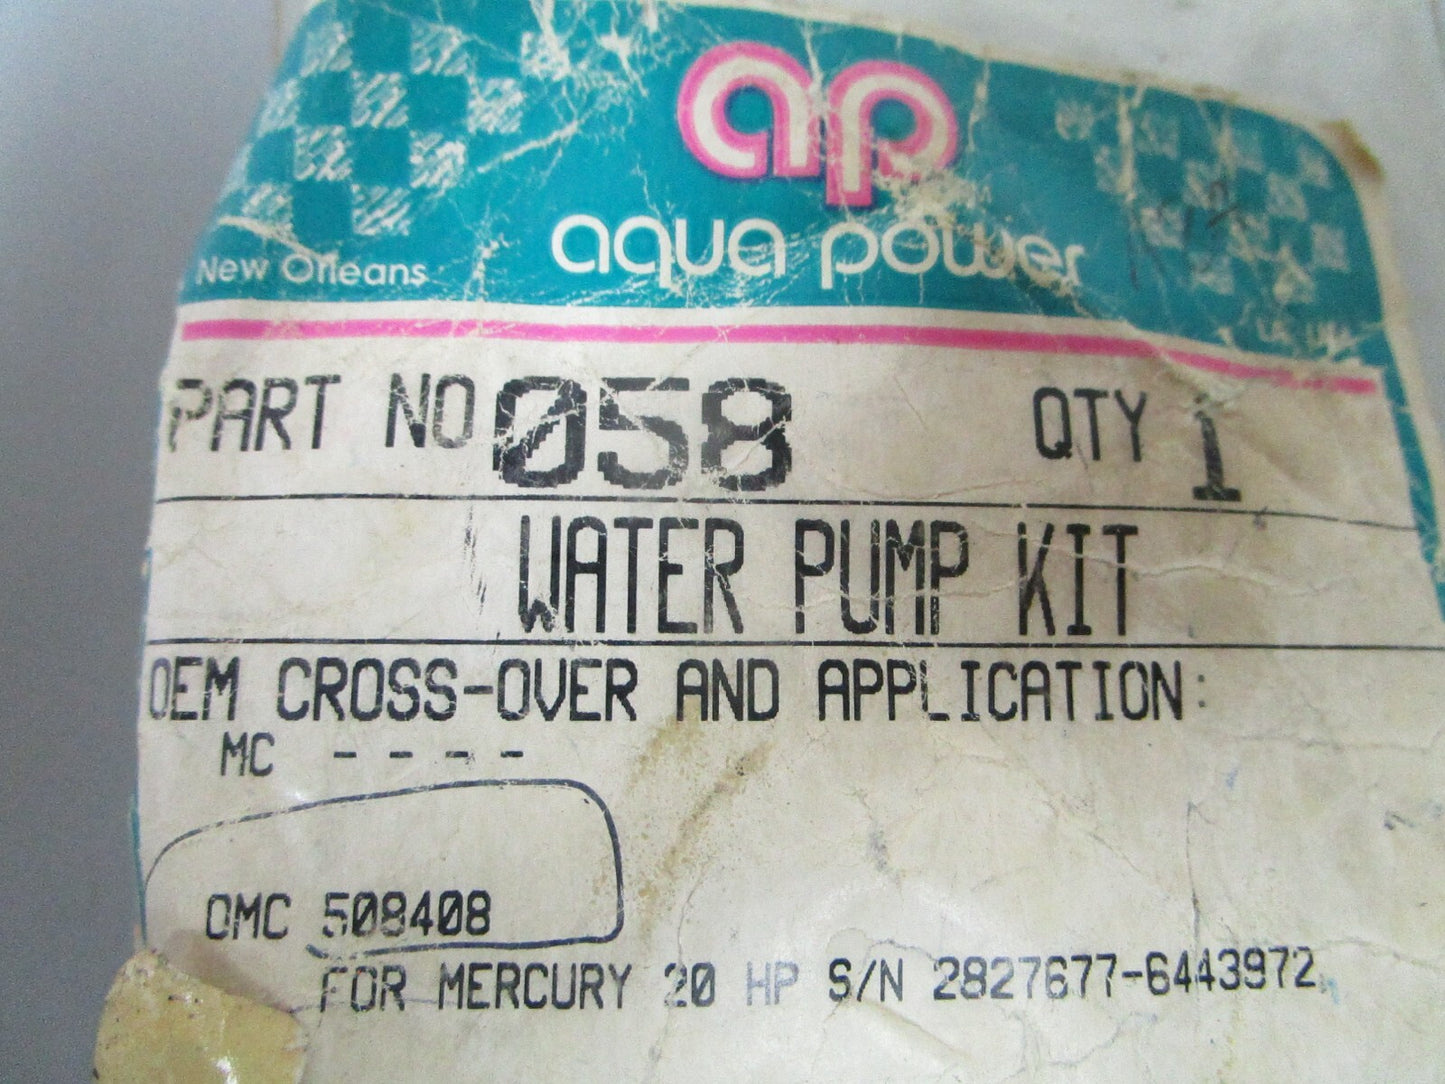 ap
aqua power
New Orleans
PART NO 058 QTY 1
WATER PUMP KIT
OEM CROSS-OVER AND APPLICATION:
MC ----
OMC 508408
FOR MERCURY 20 HP S/N 2827677-6443972